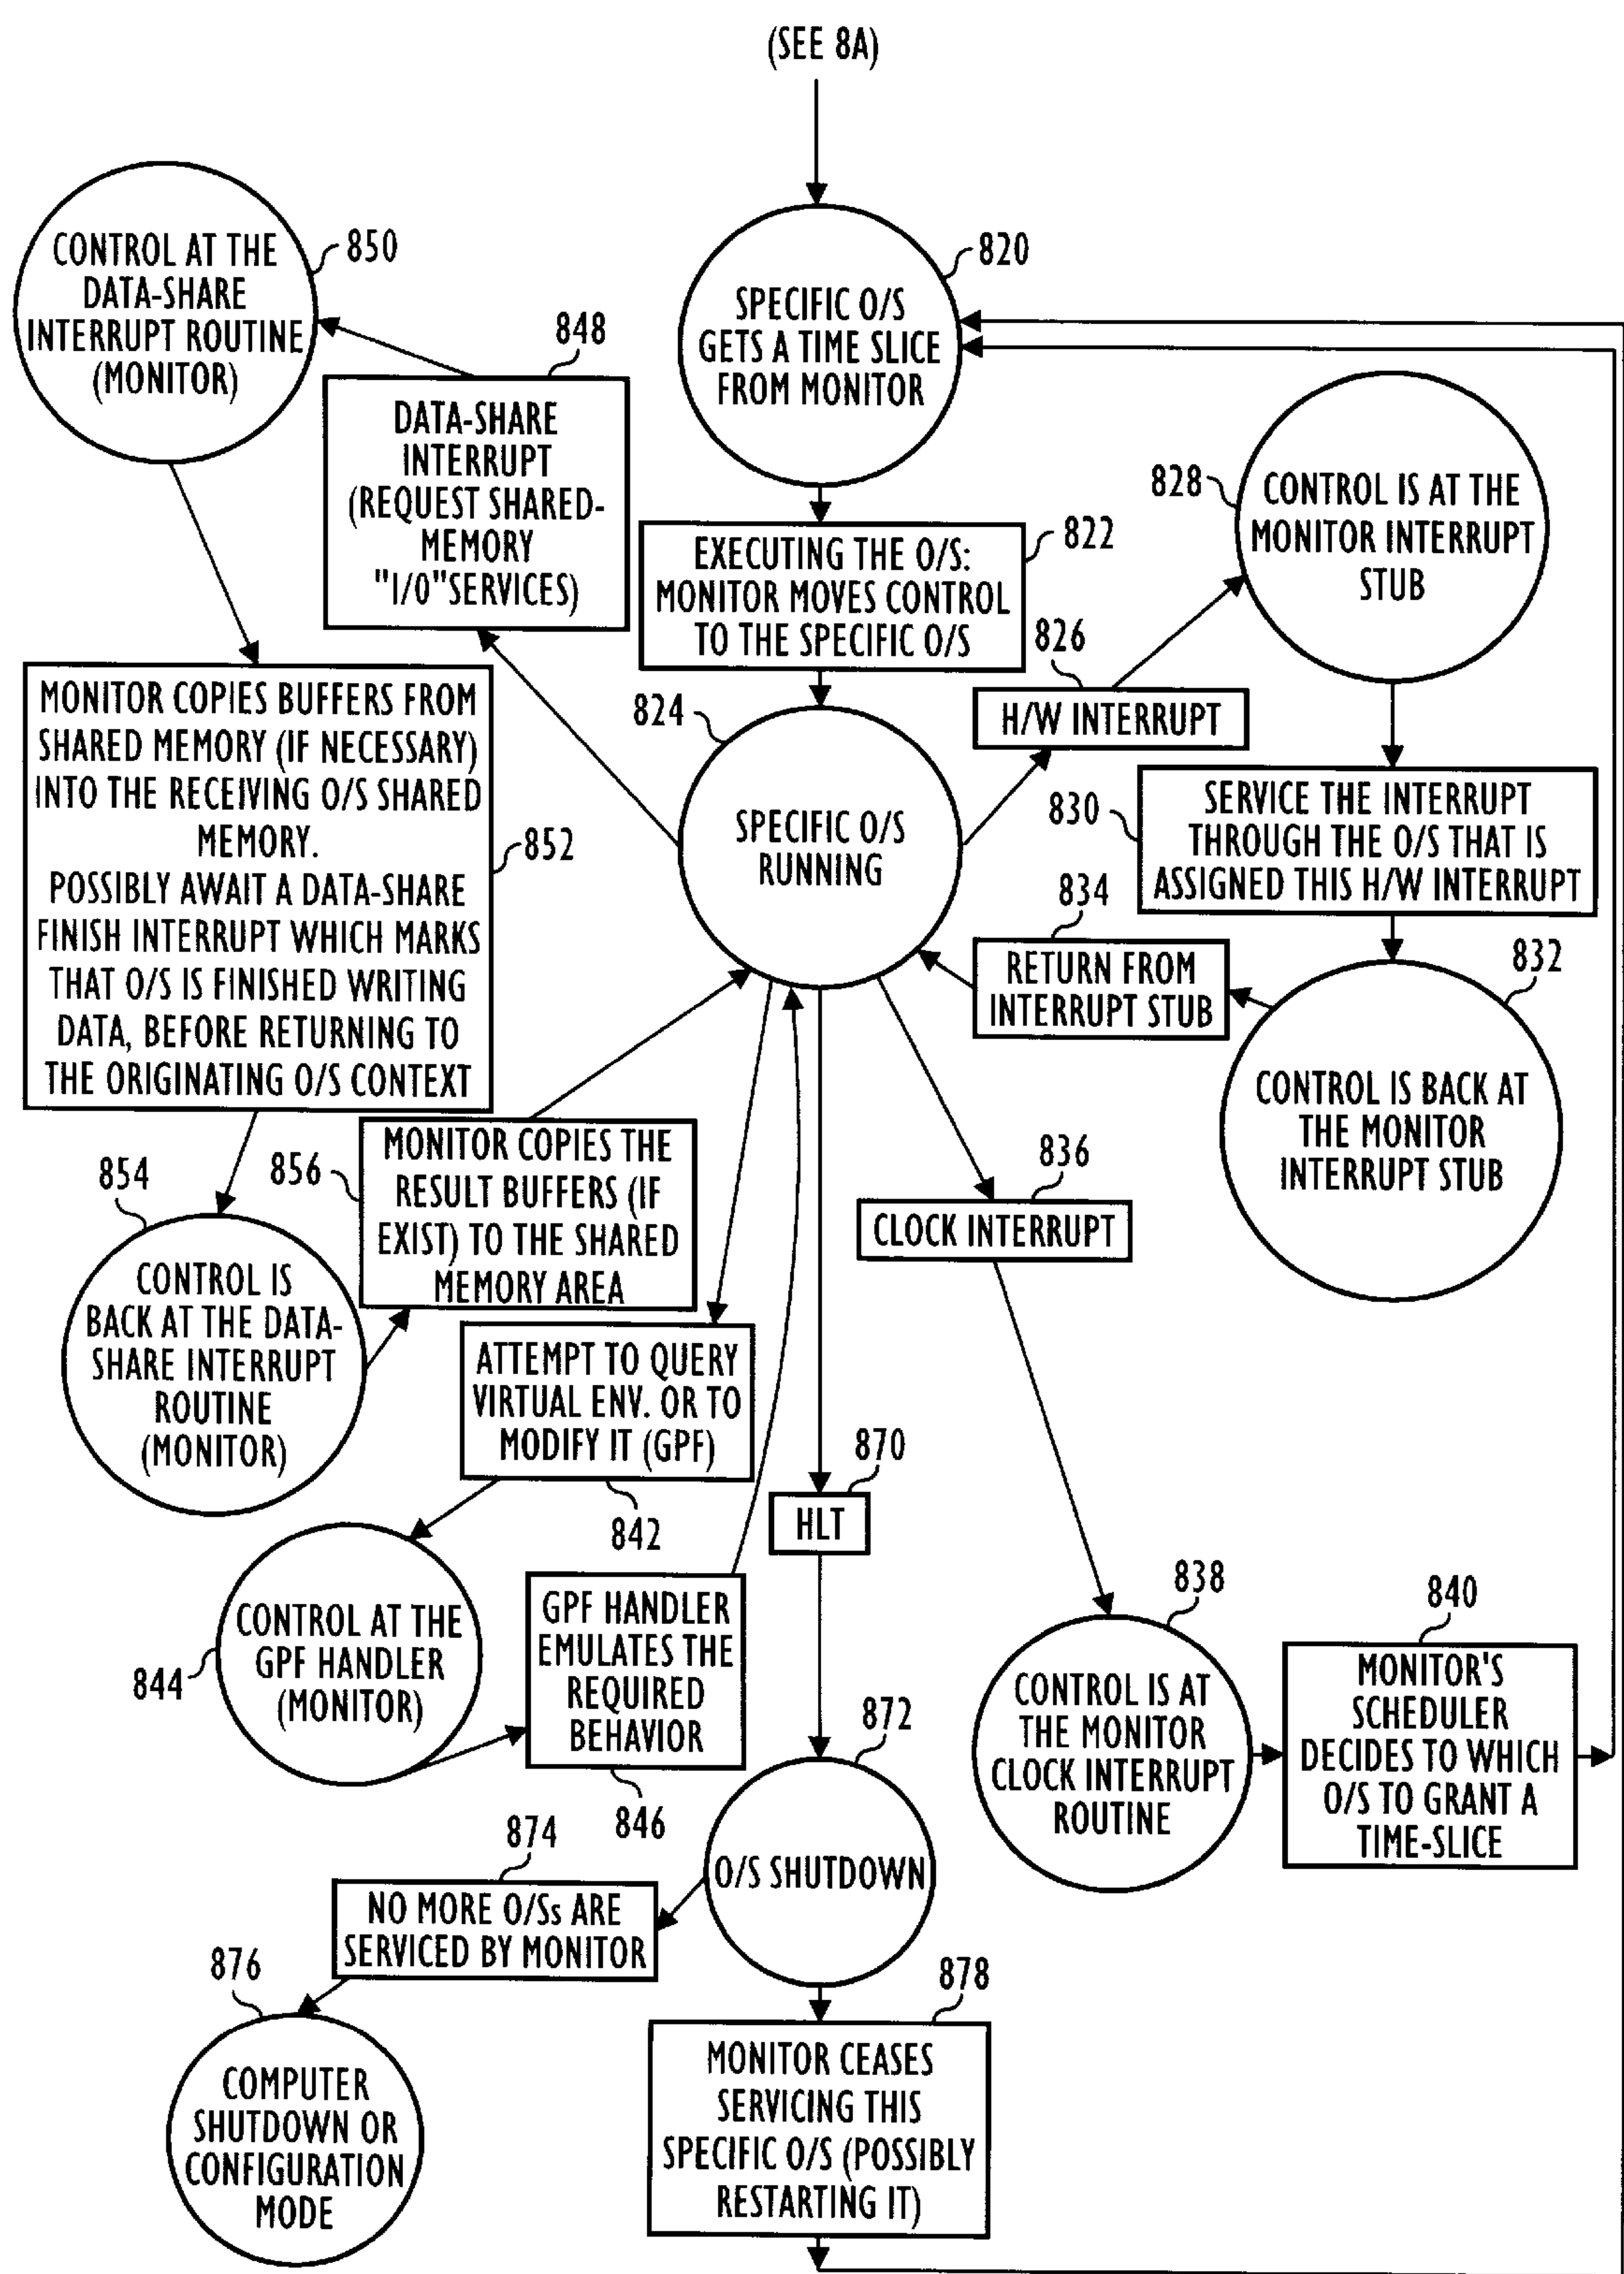 (SEE 8A)
CONTROL AT THE
DATA-SHARE
INTERRUPT ROUTINE
(MONITOR)
850
SPECIFIC O/S
GETS A TIME SLICE
FROM MONITOR
820
848
DATA-SHARE
INTERRUPT
(REQUEST SHARED-
MEMORY
"I/O"SERVICES)
EXECUTING THE O/S:
MONITOR MOVES CONTROL
TO THE SPECIFIC O/S
822
828
CONTROL IS AT THE
MONITOR INTERRUPT
STUB
826
H/W INTERRUPT
824
SPECIFIC O/S
RUNNING
830
SERVICE THE INTERRUPT
THROUGH THE O/S THAT IS
ASSIGNED THIS H/W INTERRUPT
834
RETURN FROM
INTERRUPT STUB
832
CONTROL IS BACK AT
THE MONITOR
INTERRUPT STUB
MONITOR COPIES BUFFERS FROM
SHARED MEMORY (IF NECESSARY)
INTO THE RECEIVING O/S SHARED
MEMORY.
POSSIBLY AWAIT A DATA-SHARE
FINISH INTERRUPT WHICH MARKS
THAT O/S IS FINISHED WRITING
DATA, BEFORE RETURNING TO
THE ORIGINATING O/S CONTEXT
852
854
CONTROL IS
BACK AT THE DATA-
SHARE INTERRUPT
ROUTINE
(MONITOR)
856
MONITOR COPIES THE
RESULT BUFFERS (IF
EXIST) TO THE SHARED
MEMORY AREA
836
CLOCK INTERRUPT
ATTEMPT TO QUERY
VIRTUAL ENV. OR TO
MODIFY IT (GPF)
842
870
HLT
844
CONTROL AT THE
GPF HANDLER
(MONITOR)
GPF HANDLER
EMULATES THE
REQUIRED
BEHAVIOR
846
838
CONTROL IS AT
THE MONITOR
CLOCK INTERRUPT
ROUTINE
840
MONITOR'S
SCHEDULER
DECIDES TO WHICH
O/S TO GRANT A
TIME-SLICE
872
O/S SHUTDOWN
874
NO MORE O/Ss ARE
SERVICED BY MONITOR
876
COMPUTER
SHUTDOWN OR
CONFIGURATION
MODE
878
MONITOR CEASES
SERVICING THIS
SPECIFIC O/S (POSSIBLY
RESTARTING IT)